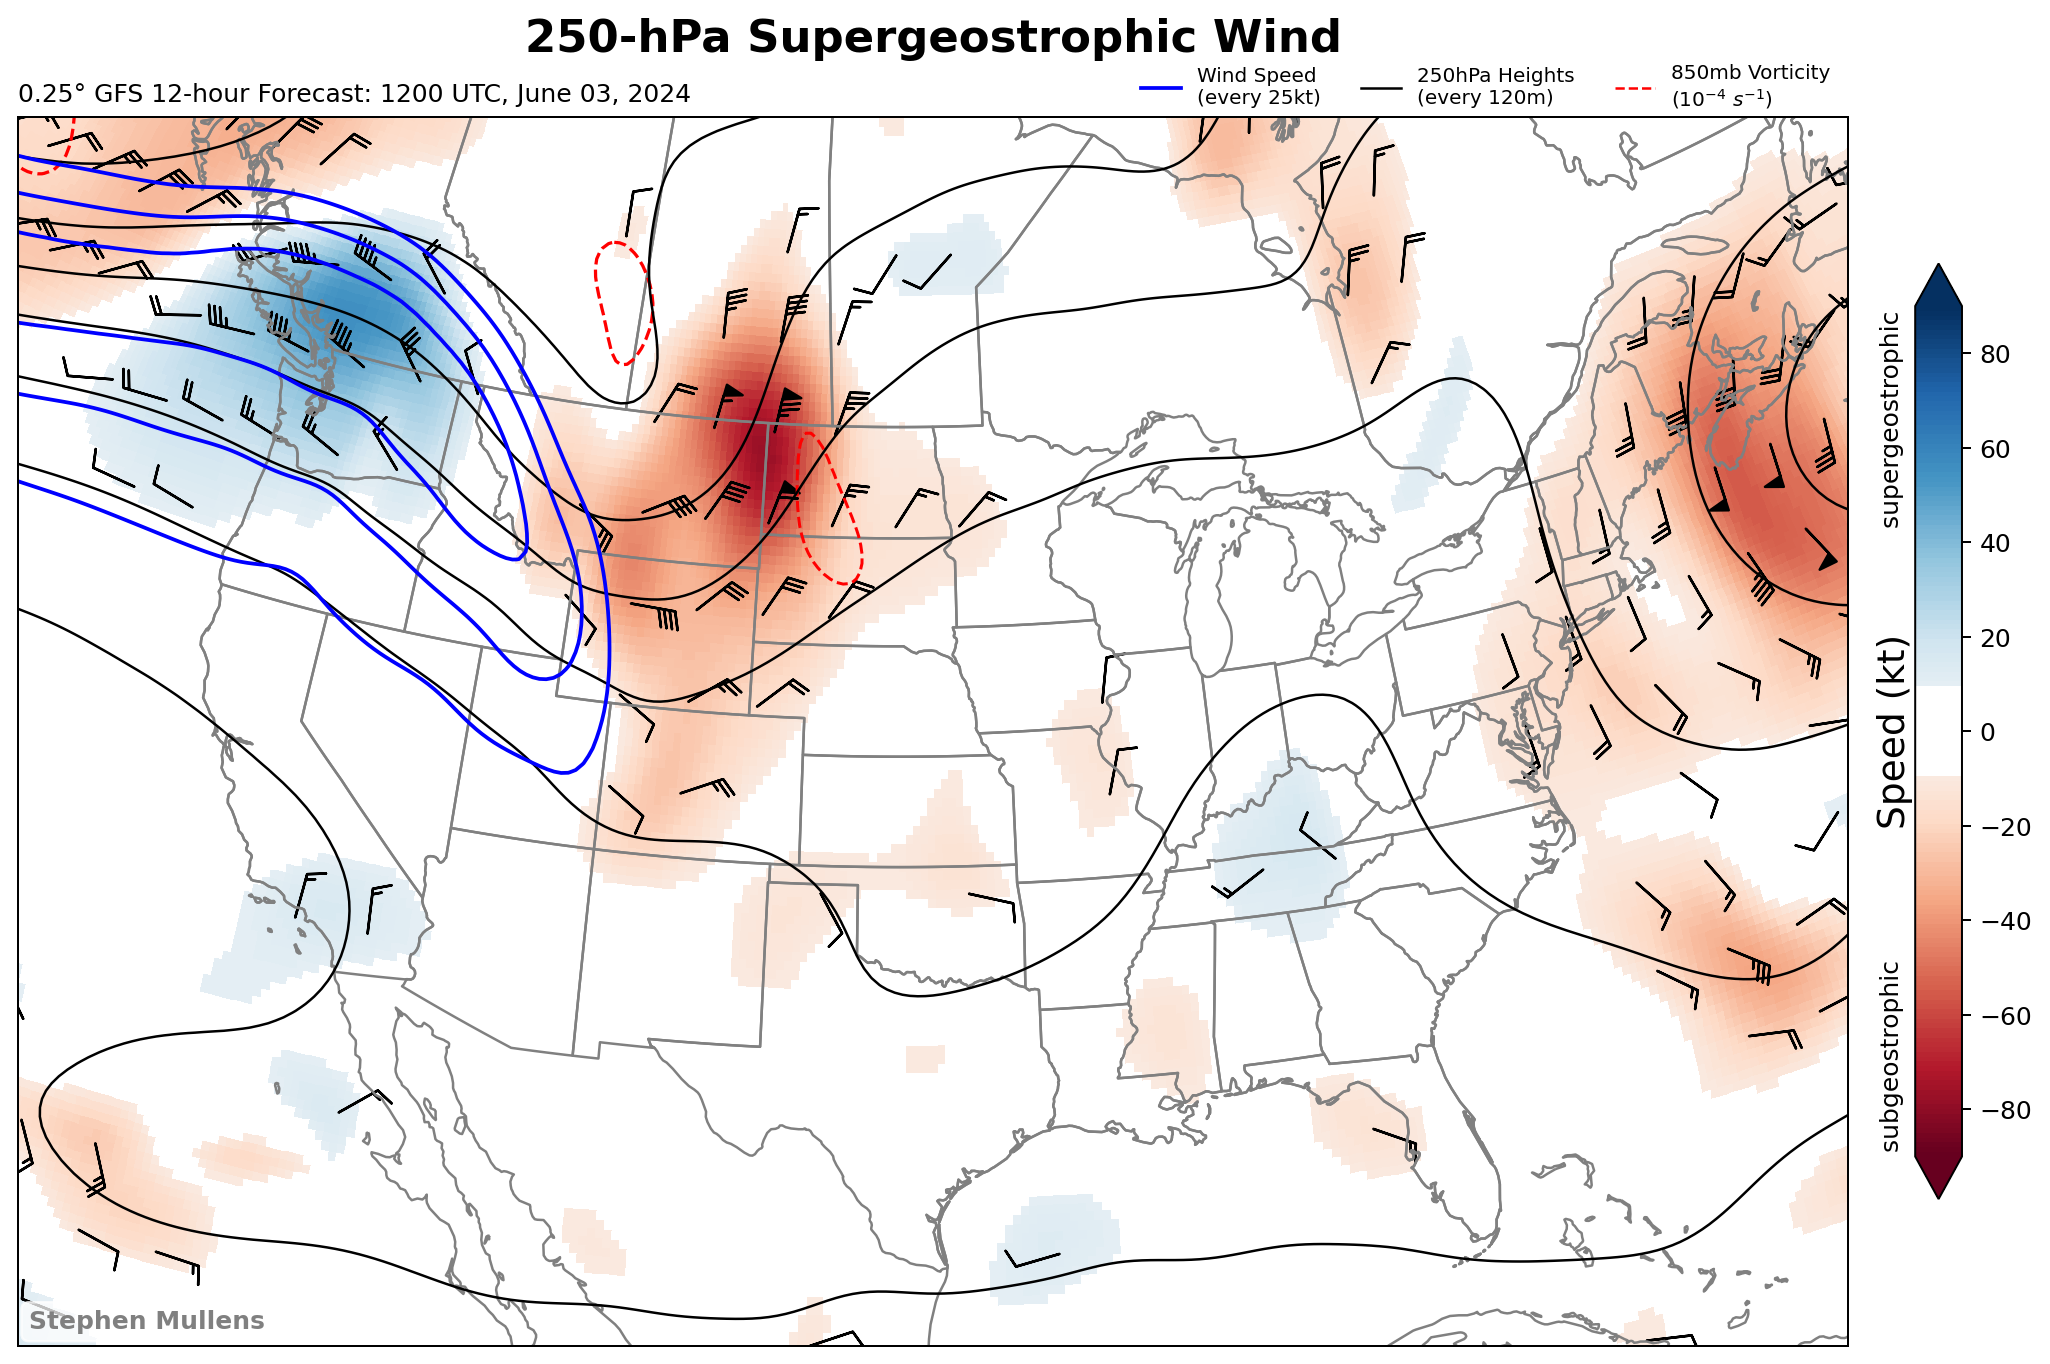 250-hPa Supergeostrophic Wind
0.25° GFS 12-hour Forecast: 1200 UTC, June 03, 2024
Wind Speed
(every 25kt)
250hPa Heights
(every 120m)
850mb Vorticity
(10⁻⁴ s⁻¹)
supergeostrophic
Speed (kt)
subgeostrophic
80
60
40
20
0
−20
−40
−60
−80
Stephen Mullens